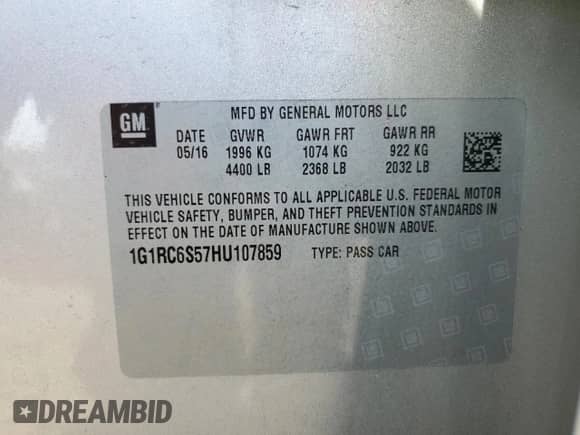 GM
MFD BY GENERAL MOTORS LLC
DATE GVWR GAWR FRT GAWR RR
05/16 1996 KG 1074 KG 922 KG
4400 LB 2368 LB 2032 LB
THIS VEHICLE CONFORMS TO ALL APPLICABLE U.S. FEDERAL MOTOR
VEHICLE SAFETY, BUMPER, AND THEFT PREVENTION STANDARDS IN
EFFECT ON THE DATE OF MANUFACTURE SHOWN ABOVE.
1G1RC6S57HU107859 TYPE: PASS CAR
DREAMBID